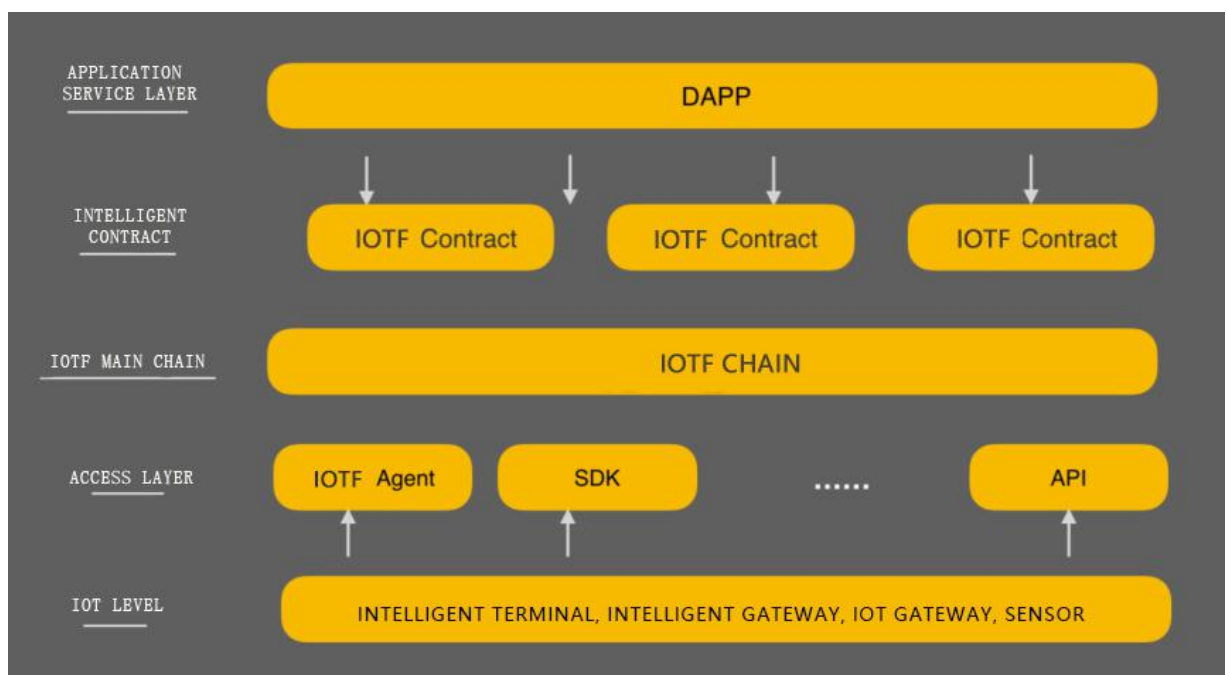 APPLICATION
SERVICE LAYER
DAPP
INTELLIGENT
CONTRACT
IOTF Contract
IOTF Contract
IOTF Contract
IOTF MAIN CHAIN
IOTF CHAIN
ACCESS LAYER
IOTF Agent
SDK
......
API
IOT LEVEL
INTELLIGENT TERMINAL, INTELLIGENT GATEWAY, IOT GATEWAY, SENSOR